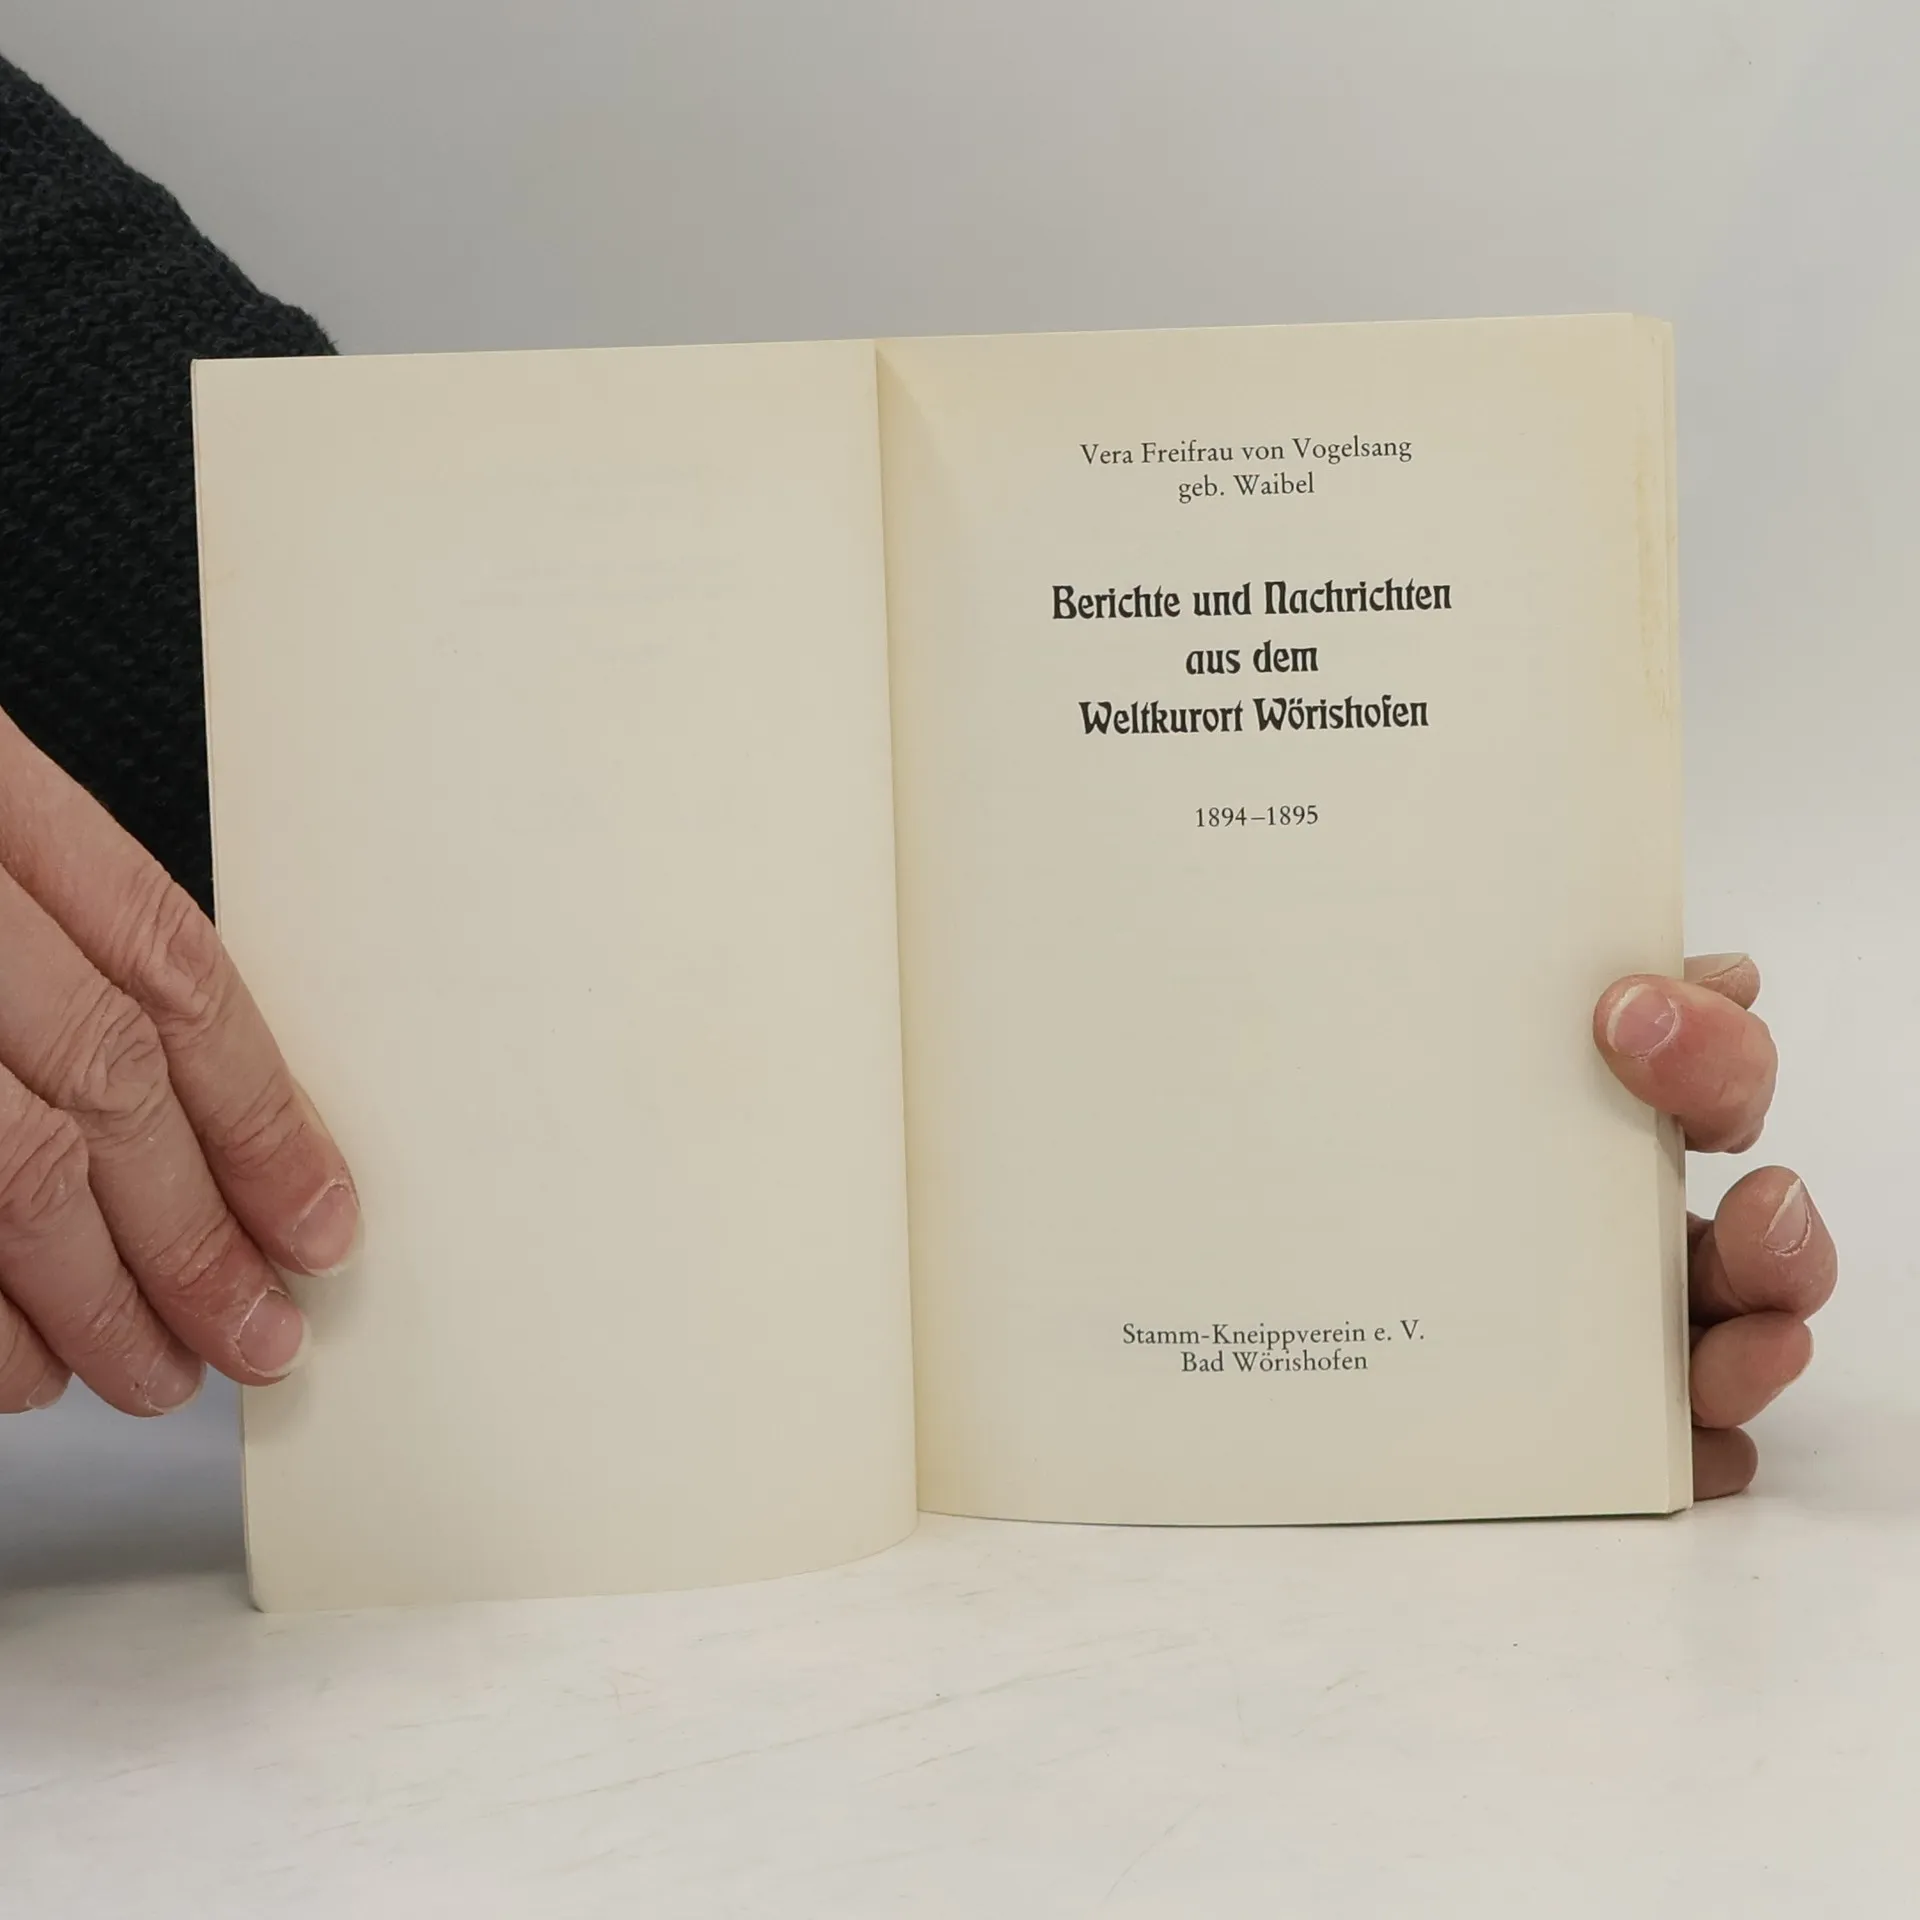 Vera Freifrau von Vogelsang
geb. Waibel
Berichte und Nachrichten
aus dem
Weltkurort Wörishofen
1894–1895
Stamm-Kneippverein e. V.
Bad Wörishofen